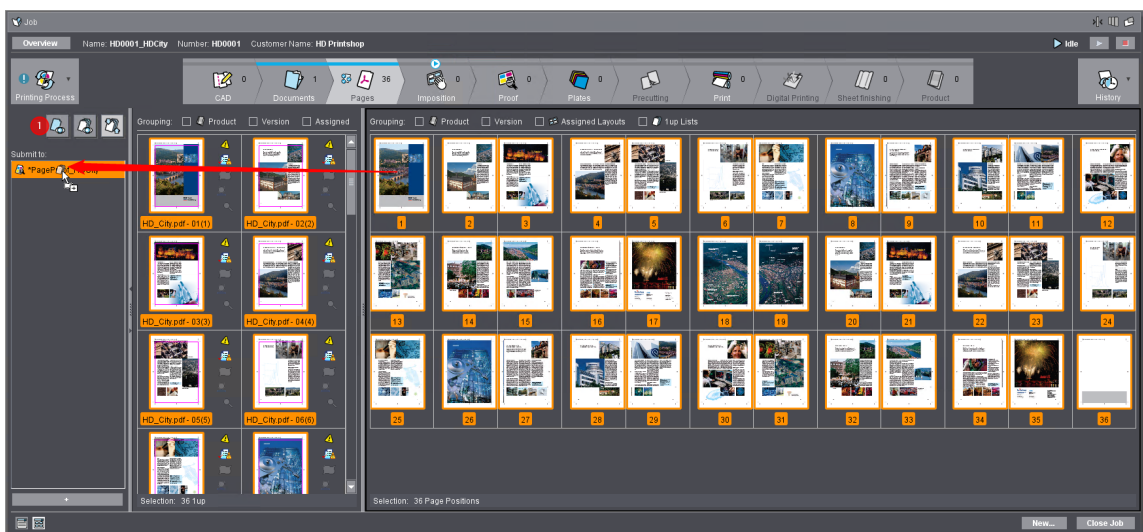 Job
Overview Name: HD0001_HDCity Number: HD0001 Customer Name: HD Printshop Idle
Printing Process
CAD 0
Documents 1
Pages 36
Imposition 0
Proof 0
Plates 0
Precutting
Print 0
Digital Printing
Sheet finishing 0
Product 0
History
1
Submit to:
*PageP
+
Grouping: Product Version Assigned
HD_City.pdf - 01(1) HD_City.pdf - 02(2)
HD_City.pdf - 03(3) HD_City.pdf - 04(4)
HD_City.pdf - 05(5) HD_City.pdf - 06(6)
Selection: 36 1up
Grouping: Product Version Assigned Layouts 1up Lists
1 2 3 4 5 6 7 8 9 10 11 12
13 14 15 16 17 18 19 20 21 22 23 24
25 26 27 28 29 30 31 32 33 34 35 36
Selection: 36 Page Positions
New... Close Job